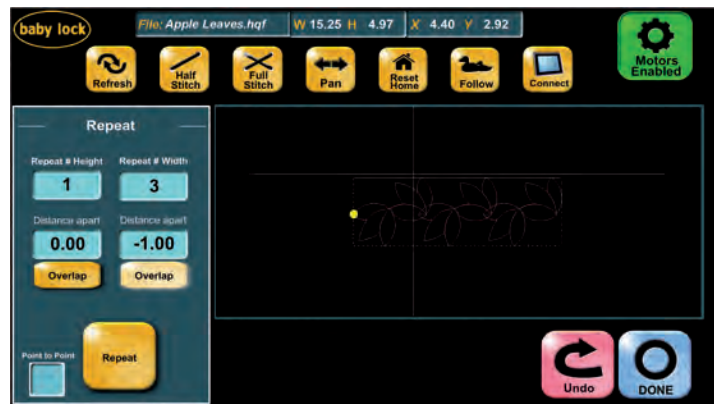 baby lock
File: Apple Leaves.hqf W 15.25 H 4.97 X 4.40 Y 2.92
Refresh
Half
Stitch
Full
Stitch
Pan
Reset
Home
Follow
Connect
Motors
Enabled
Repeat
Repeat # Height Repeat # Width
1 3
Distance apart Distance apart
0.00 -1.00
Overlap Overlap
Point to Point
Repeat
Undo
DONE